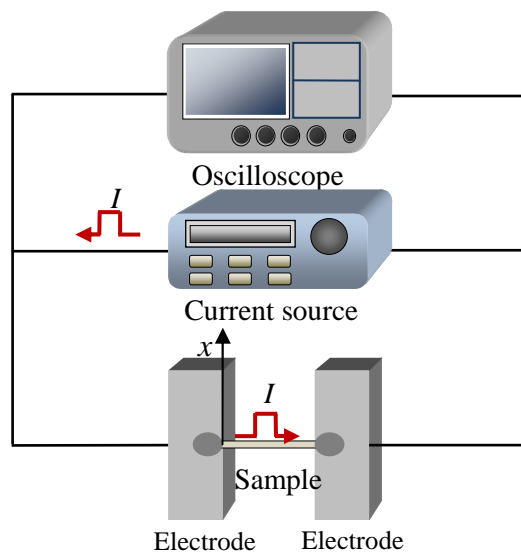 Oscilloscope
I
Current source
x
I
Sample
Electrode
Electrode